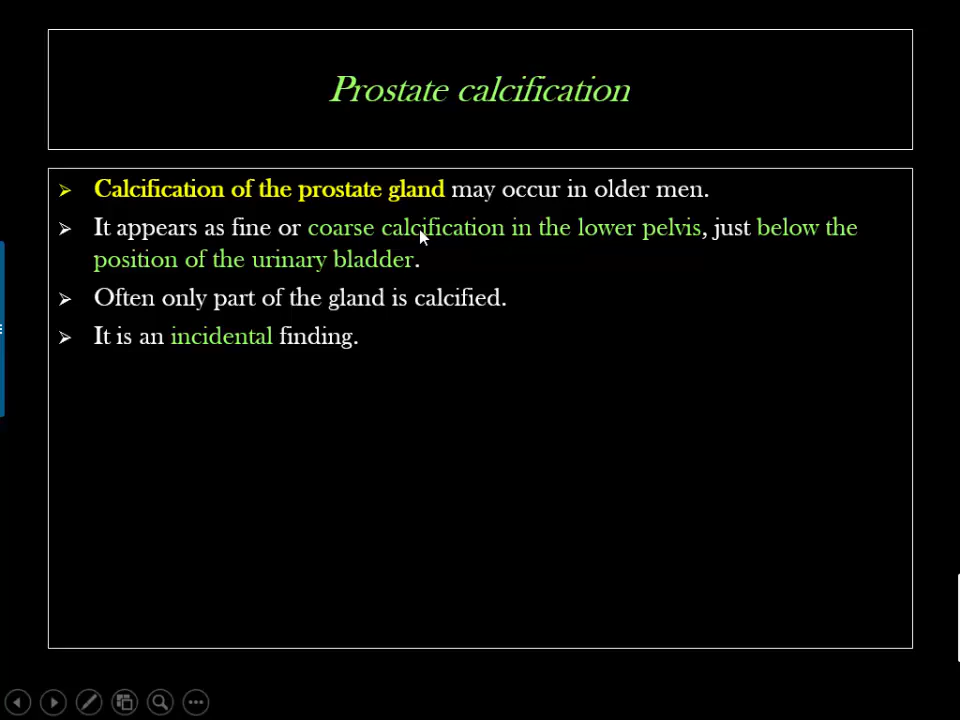 Prostate calcification
➢ Calcification of the prostate gland may occur in older men.
➢ It appears as fine or coarse calcification in the lower pelvis, just below the
position of the urinary bladder.
➢ Often only part of the gland is calcified.
➢ It is an incidental finding.